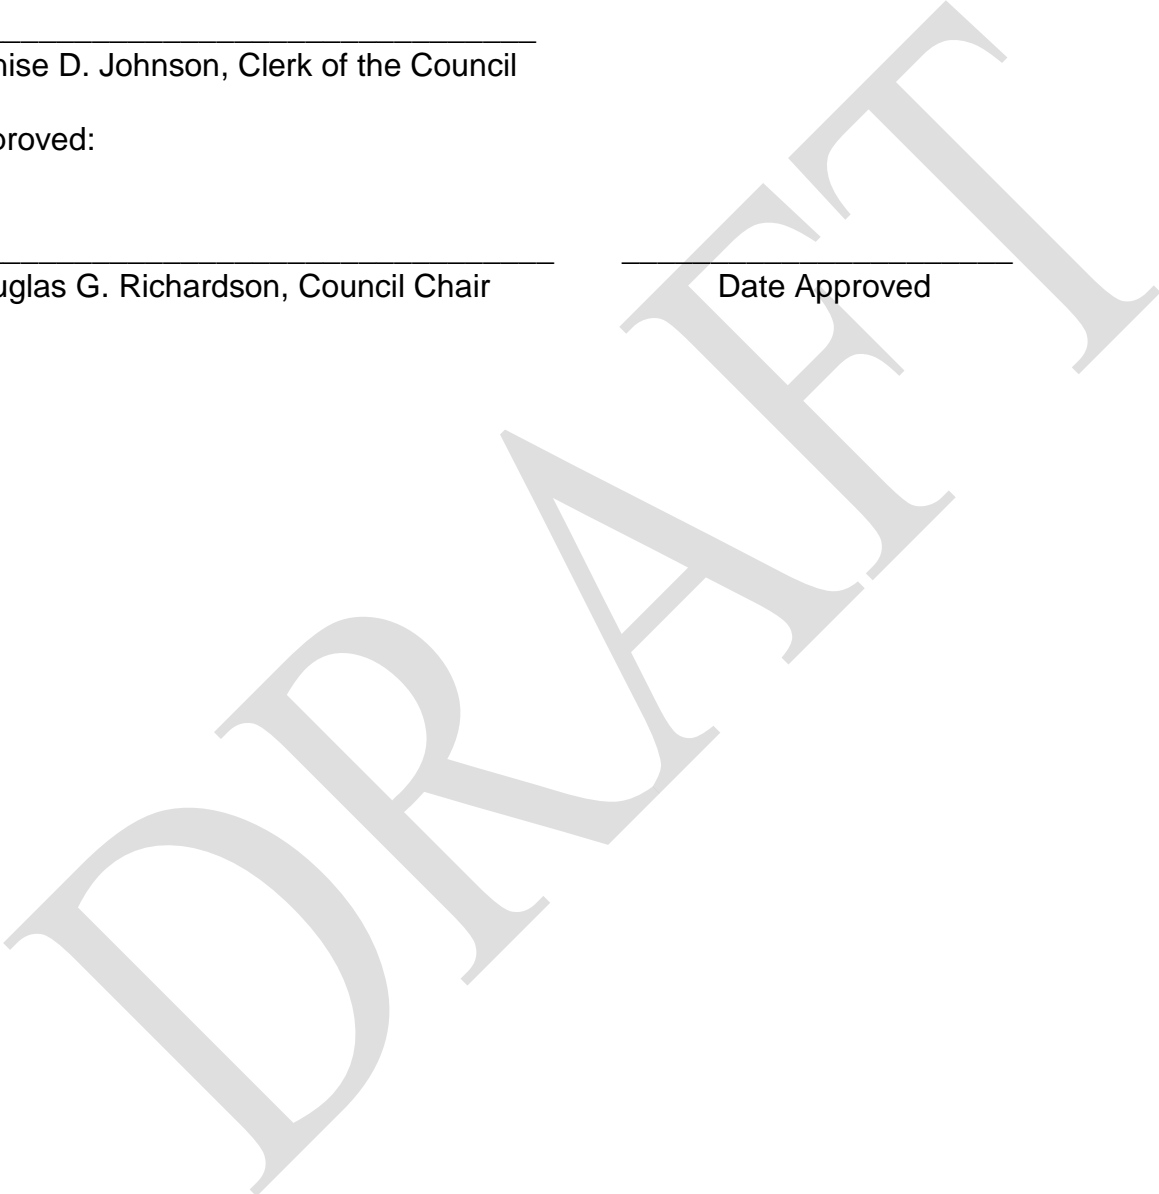 nise D. Johnson, Clerk of the Council
proved:
uglas G. Richardson, Council Chair Date Approved
DRAFT